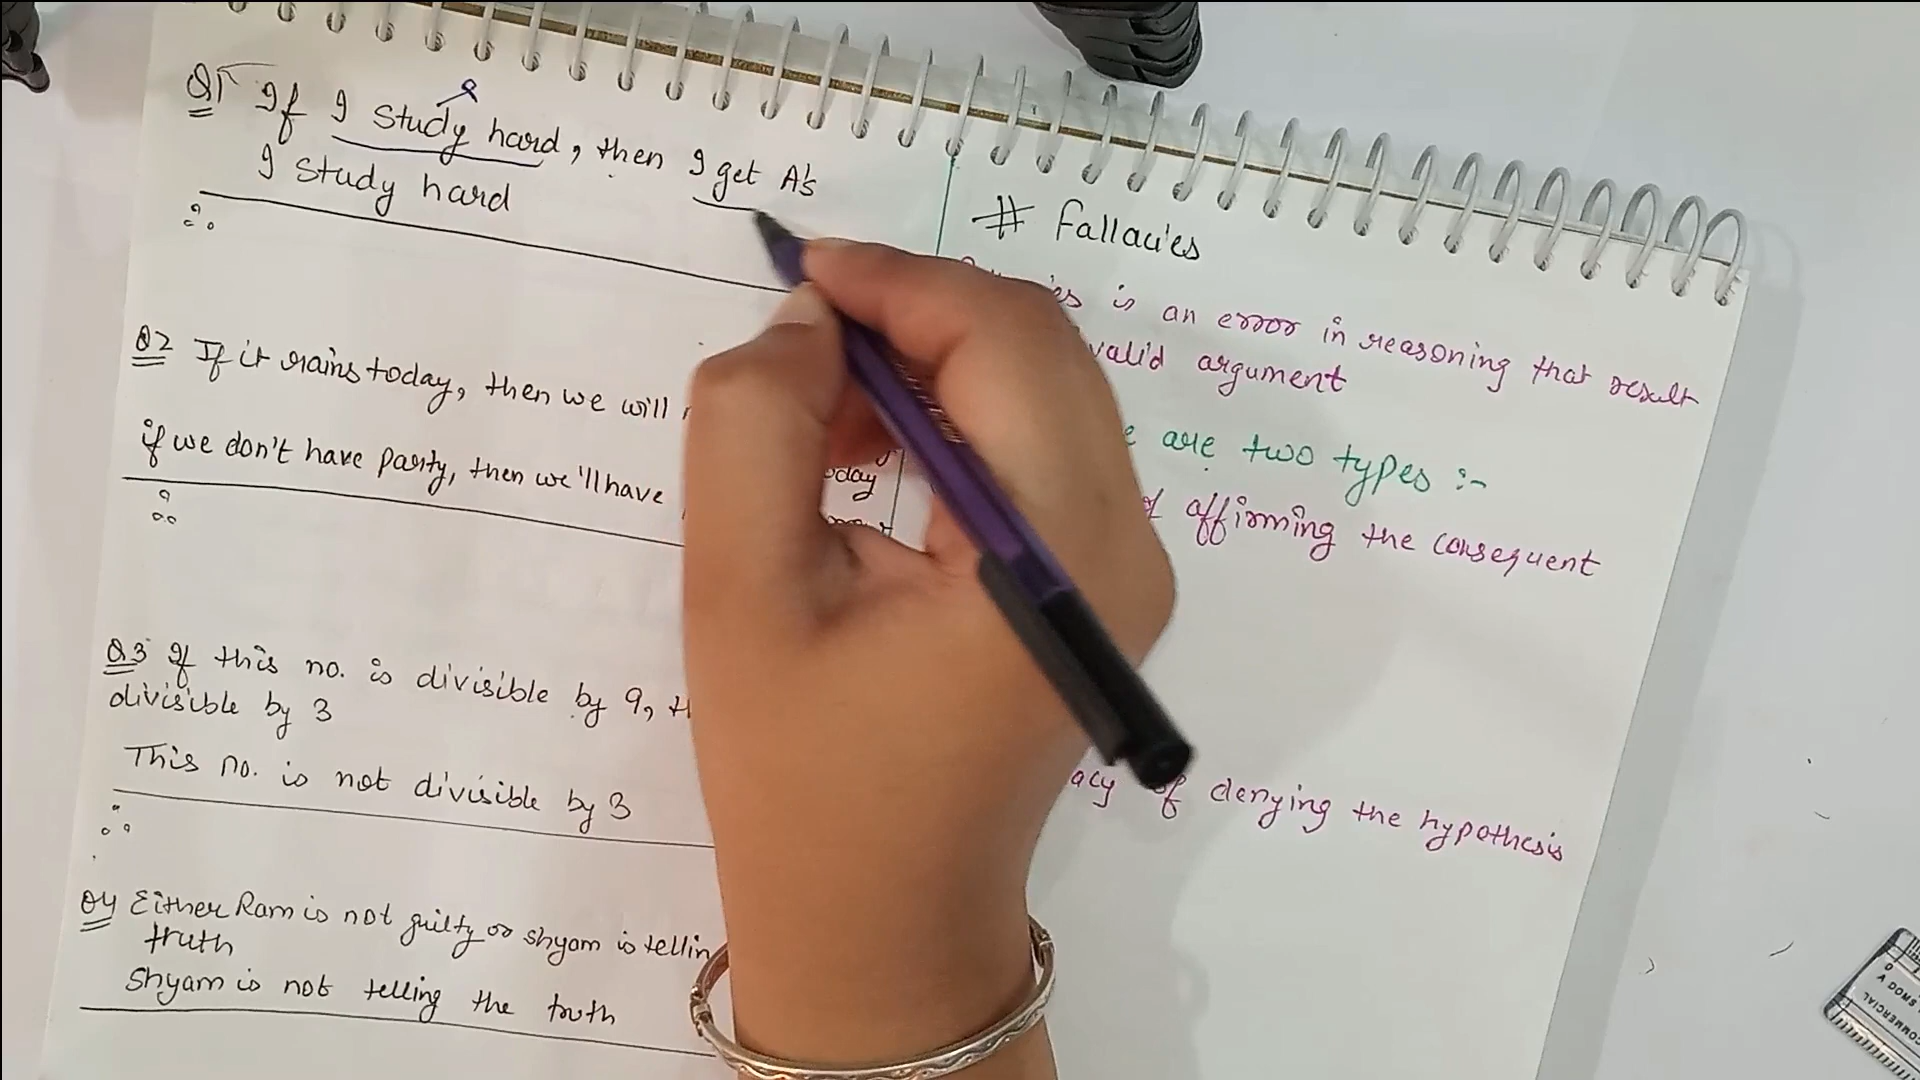 Q1 If I study hard, then I get A's
I study hard
∴
Q2 If it rains today, then we will
if we don't have party, then we'll have
today
∴
Q3 If this no. is divisible by 9,
divisible by 3
This no. is not divisible by 3
∴
Q4 Either Ram is not guilty or shyam is tellin
truth
Shyam is not telling the truth
# Fallacies
is an error in reasoning that result
valid argument
are two types :-
of affirming the consequent
of denying the hypothesis